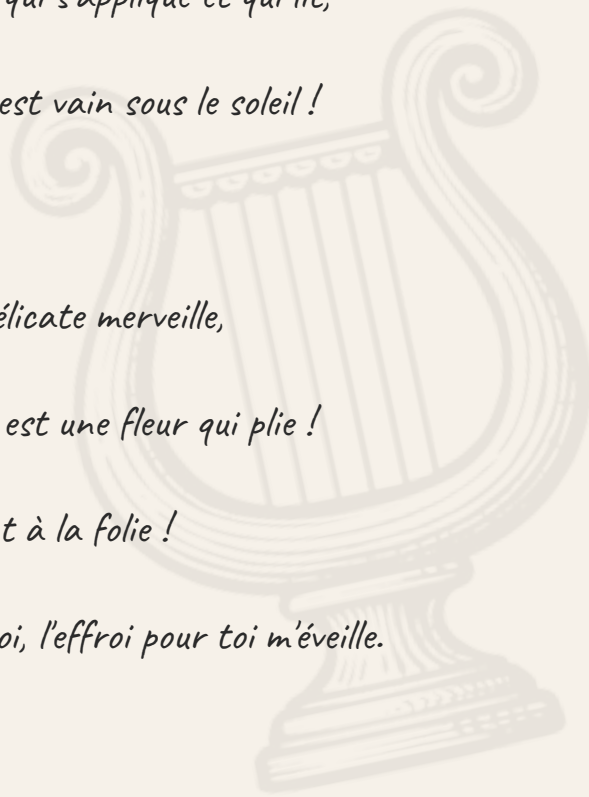 qui s'applique et qui lit,
est vain sous le soleil !
élicate merveille,
est une fleur qui plie !
t à la folie !
oi, l'effroi pour toi m'éveille.